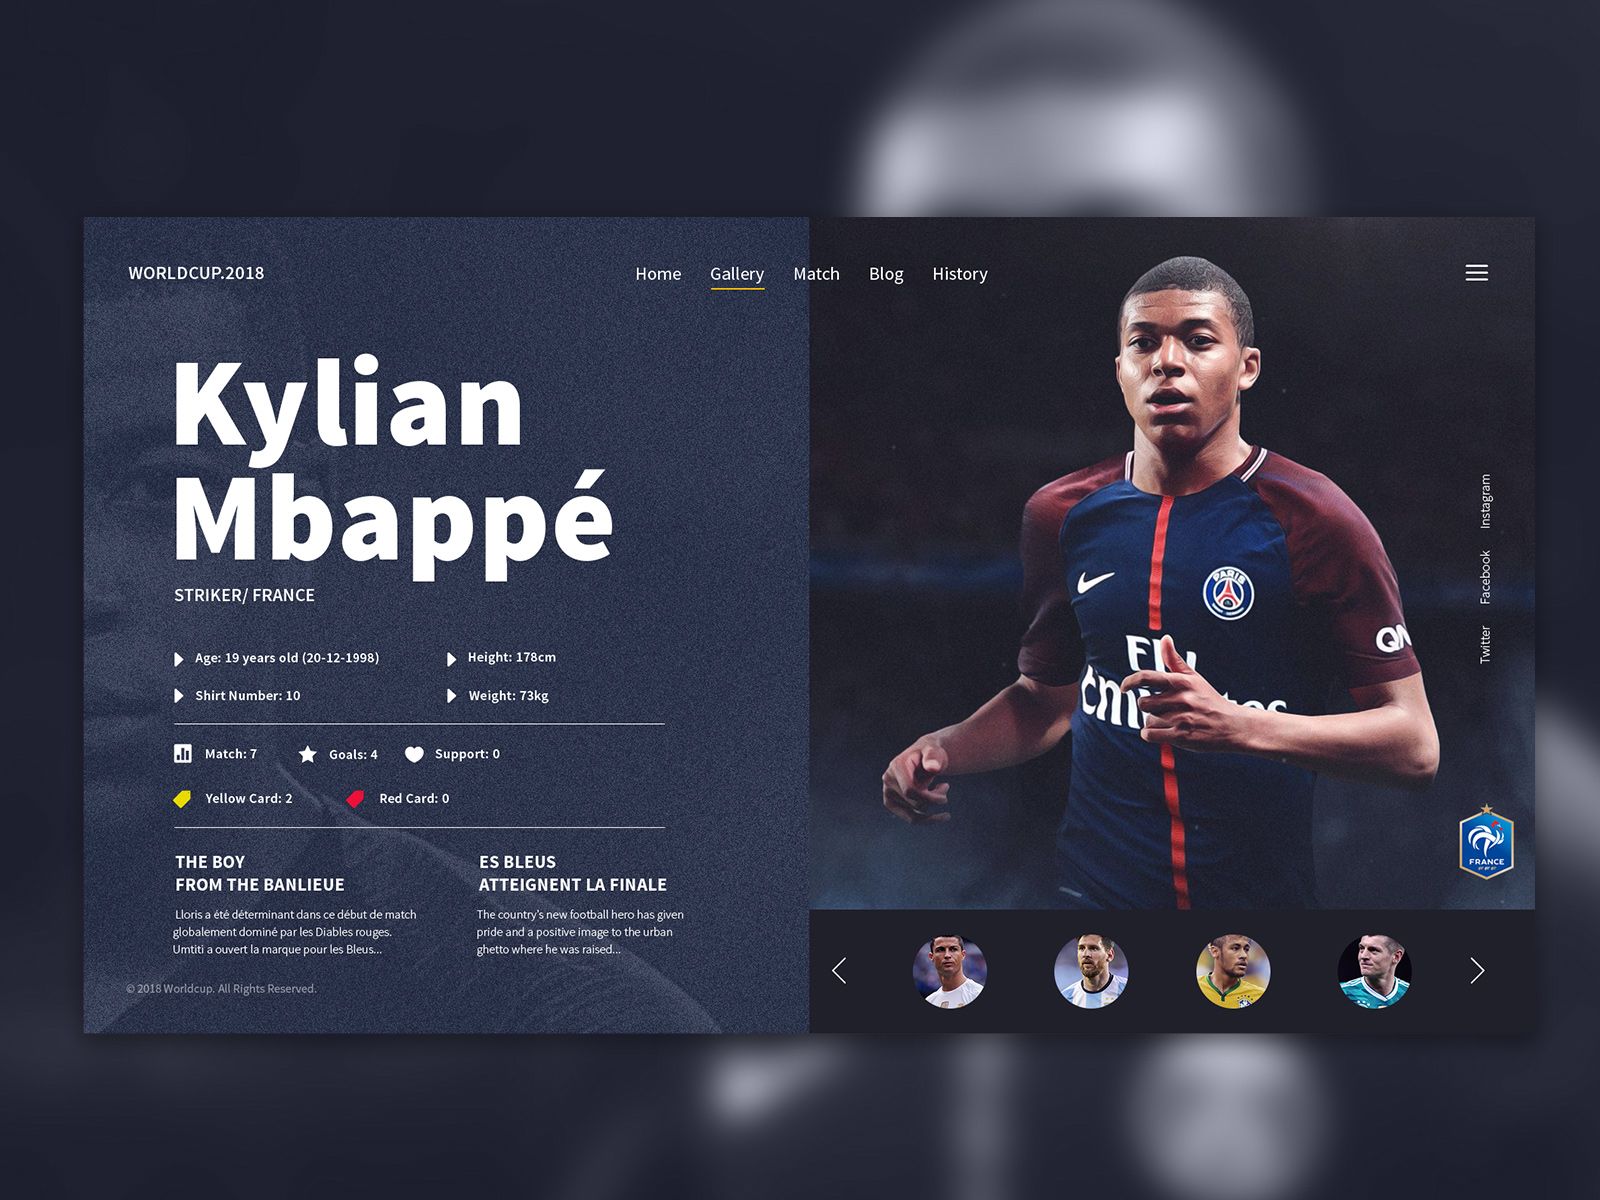 WORLDCUP.2018
Home Gallery Match Blog History
Kylian
Mbappé
STRIKER/ FRANCE
Age: 19 years old (20-12-1998)
Height: 178cm
Shirt Number: 10
Weight: 73kg
Match: 7
Goals: 4
Support: 0
Yellow Card: 2
Red Card: 0
THE BOY
FROM THE BANLIEUE
Lloris a été déterminant dans ce début de match
globalement dominé par les Diables rouges.
Umtiti a ouvert la marque pour les Bleus...
ES BLEUS
ATTEIGNENT LA FINALE
The country's new football hero has given
pride and a positive image to the urban
ghetto where he was raised...
© 2018 Worldcup. All Rights Reserved.
PARIS
Fly
Emirates
QN
Instagram
Facebook
Twitter
FRANCE